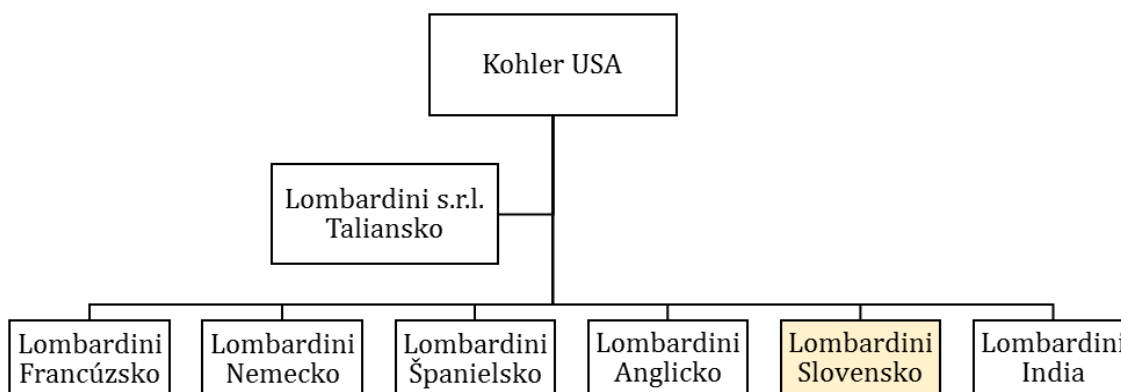 Kohler USA
Lombardini s.r.l.
Taliansko
Lombardini
Francúzsko
Lombardini
Nemecko
Lombardini
Španielsko
Lombardini
Anglicko
Lombardini
Slovensko
Lombardini
India